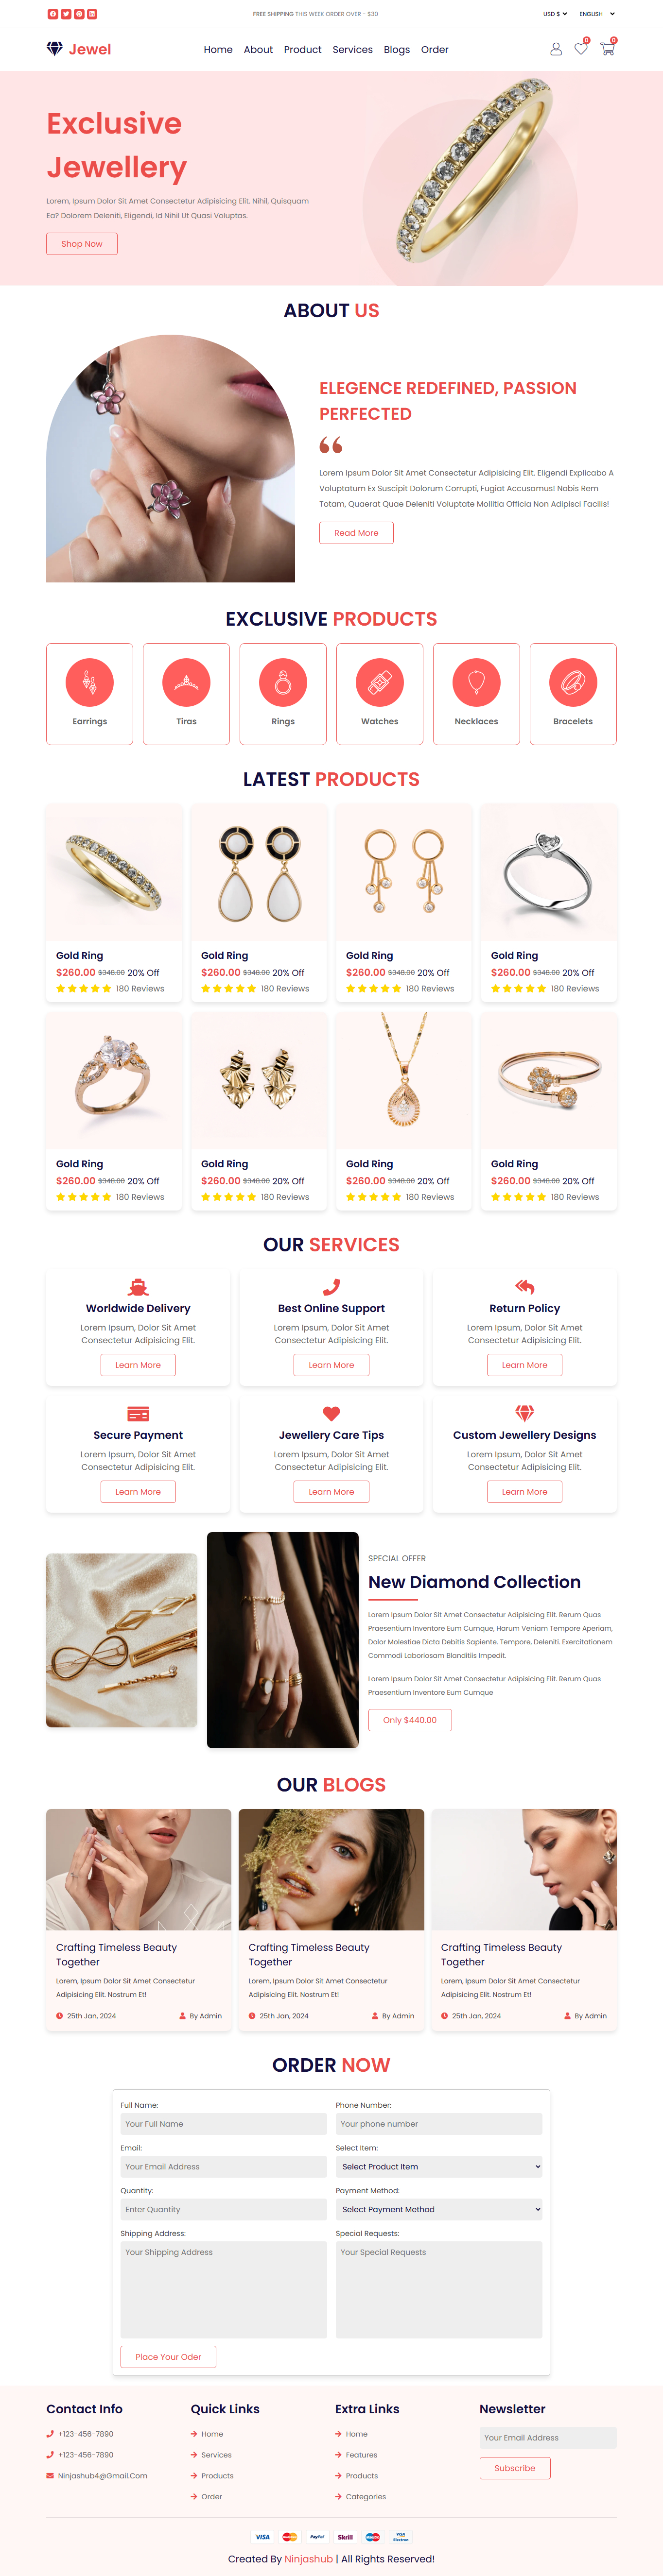 FREE SHIPPING THIS WEEK ORDER OVER - $30
USD $
ENGLISH
Jewel
Home About Product Services Blogs Order
0
0
Exclusive
Jewellery
Lorem, Ipsum Dolor Sit Amet Consectetur Adipisicing Elit. Nihil, Quisquam
Ea? Dolorem Deleniti, Eligendi, Id Nihil Ut Quasi Voluptas.
Shop Now
ABOUT US
ELEGENCE REDEFINED, PASSION
PERFECTED
Lorem Ipsum Dolor Sit Amet Consectetur Adipisicing Elit. Eligendi Explicabo A
Voluptatum Ex Suscipit Dolorum Corrupti, Fugiat Accusamus! Nobis Rem
Totam, Quaerat Quae Deleniti Voluptate Mollitia Officia Non Adipisci Facilis!
Read More
EXCLUSIVE PRODUCTS
Earrings
Tiras
Rings
Watches
Necklaces
Bracelets
LATEST PRODUCTS
Gold Ring
$260.00 $348.00 20% Off
180 Reviews
Gold Ring
$260.00 $348.00 20% Off
180 Reviews
Gold Ring
$260.00 $348.00 20% Off
180 Reviews
Gold Ring
$260.00 $348.00 20% Off
180 Reviews
Gold Ring
$260.00 $348.00 20% Off
180 Reviews
Gold Ring
$260.00 $348.00 20% Off
180 Reviews
Gold Ring
$260.00 $348.00 20% Off
180 Reviews
Gold Ring
$260.00 $348.00 20% Off
180 Reviews
OUR SERVICES
Worldwide Delivery
Lorem Ipsum, Dolor Sit Amet
Consectetur Adipisicing Elit.
Learn More
Best Online Support
Lorem Ipsum, Dolor Sit Amet
Consectetur Adipisicing Elit.
Learn More
Return Policy
Lorem Ipsum, Dolor Sit Amet
Consectetur Adipisicing Elit.
Learn More
Secure Payment
Lorem Ipsum, Dolor Sit Amet
Consectetur Adipisicing Elit.
Learn More
Jewellery Care Tips
Lorem Ipsum, Dolor Sit Amet
Consectetur Adipisicing Elit.
Learn More
Custom Jewellery Designs
Lorem Ipsum, Dolor Sit Amet
Consectetur Adipisicing Elit.
Learn More
SPECIAL OFFER
New Diamond Collection
Lorem Ipsum Dolor Sit Amet Consectetur Adipisicing Elit. Rerum Quas
Praesentium Inventore Eum Cumque, Harum Veniam Tempore Aperiam,
Dolor Molestiae Dicta Debitis Sapiente. Tempore, Deleniti. Exercitationem
Commodi Laboriosam Blanditiis Impedit.
Lorem Ipsum Dolor Sit Amet Consectetur Adipisicing Elit. Rerum Quas
Praesentium Inventore Eum Cumque
Only $440.00
OUR BLOGS
Crafting Timeless Beauty
Together
Lorem, Ipsum Dolor Sit Amet Consectetur
Adipisicing Elit. Nostrum Et!
25th Jan, 2024
By Admin
Crafting Timeless Beauty
Together
Lorem, Ipsum Dolor Sit Amet Consectetur
Adipisicing Elit. Nostrum Et!
25th Jan, 2024
By Admin
Crafting Timeless Beauty
Together
Lorem, Ipsum Dolor Sit Amet Consectetur
Adipisicing Elit. Nostrum Et!
25th Jan, 2024
By Admin
ORDER NOW
Full Name:
Your Full Name
Phone Number:
Your phone number
Email:
Your Email Address
Select Item:
Select Product Item
Quantity:
Enter Quantity
Payment Method:
Select Payment Method
Shipping Address:
Your Shipping Address
Special Requests:
Your Special Requests
Place Your Oder
Contact Info
+123-456-7890
+123-456-7890
Ninjashub4@Gmail.Com
Quick Links
Home
Services
Products
Order
Extra Links
Home
Features
Products
Categories
Newsletter
Your Email Address
Subscribe
VISA
MasterCard
PayPal
Skrill
Maestro
VISA
Electron
Created By Ninjashub | All Rights Reserved!